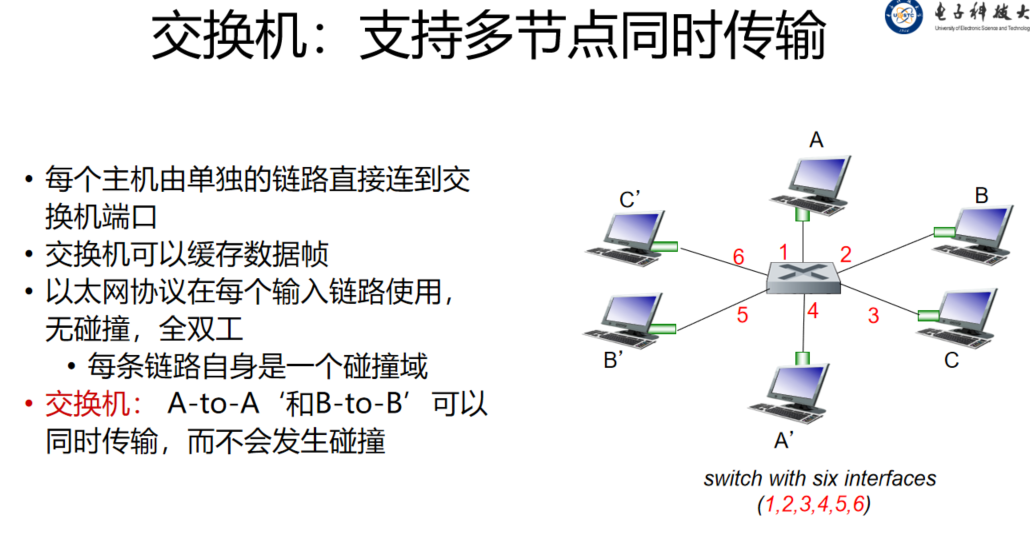 交换机：支持多节点同时传输
电子科技大
University of Electronic Science and Technology
• 每个主机由单独的链路直接连到交
换机端口
• 交换机可以缓存数据帧
• 以太网协议在每个输入链路使用，
无碰撞，全双工
• 每条链路自身是一个碰撞域
• 交换机： A-to-A‘和B-to-B’可以
同时传输，而不会发生碰撞
A
B
C’
6
1
2
5
4
3
B’
C
A’
switch with six interfaces
(1,2,3,4,5,6)